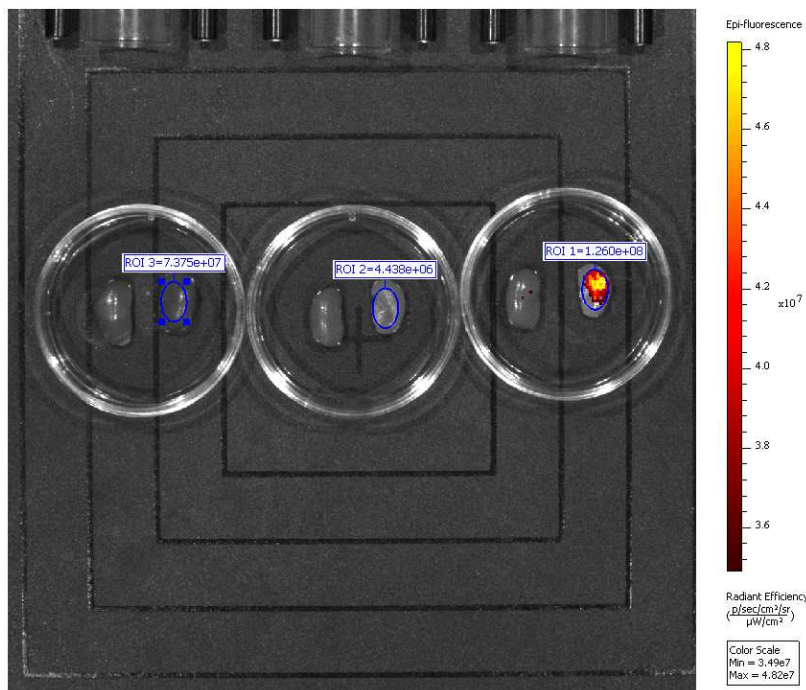 Epi-fluorescence
4.8
4.6
4.4
4.2
x10⁷
4.0
3.8
3.6
ROI 3=7.375e+07
ROI 2=4.438e+06
ROI 1=1.260e+08
Radiant Efficiency
(p/sec/cm²/sr
µW/cm²)
Color Scale
Min = 3.49e7
Max = 4.82e7